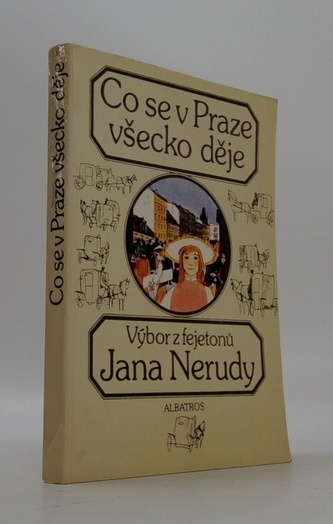 Co se v Praze všecko děje
Co se v Praze
všecko děje
Výbor z fejetonů
Jana Nerudy
ALBATROS